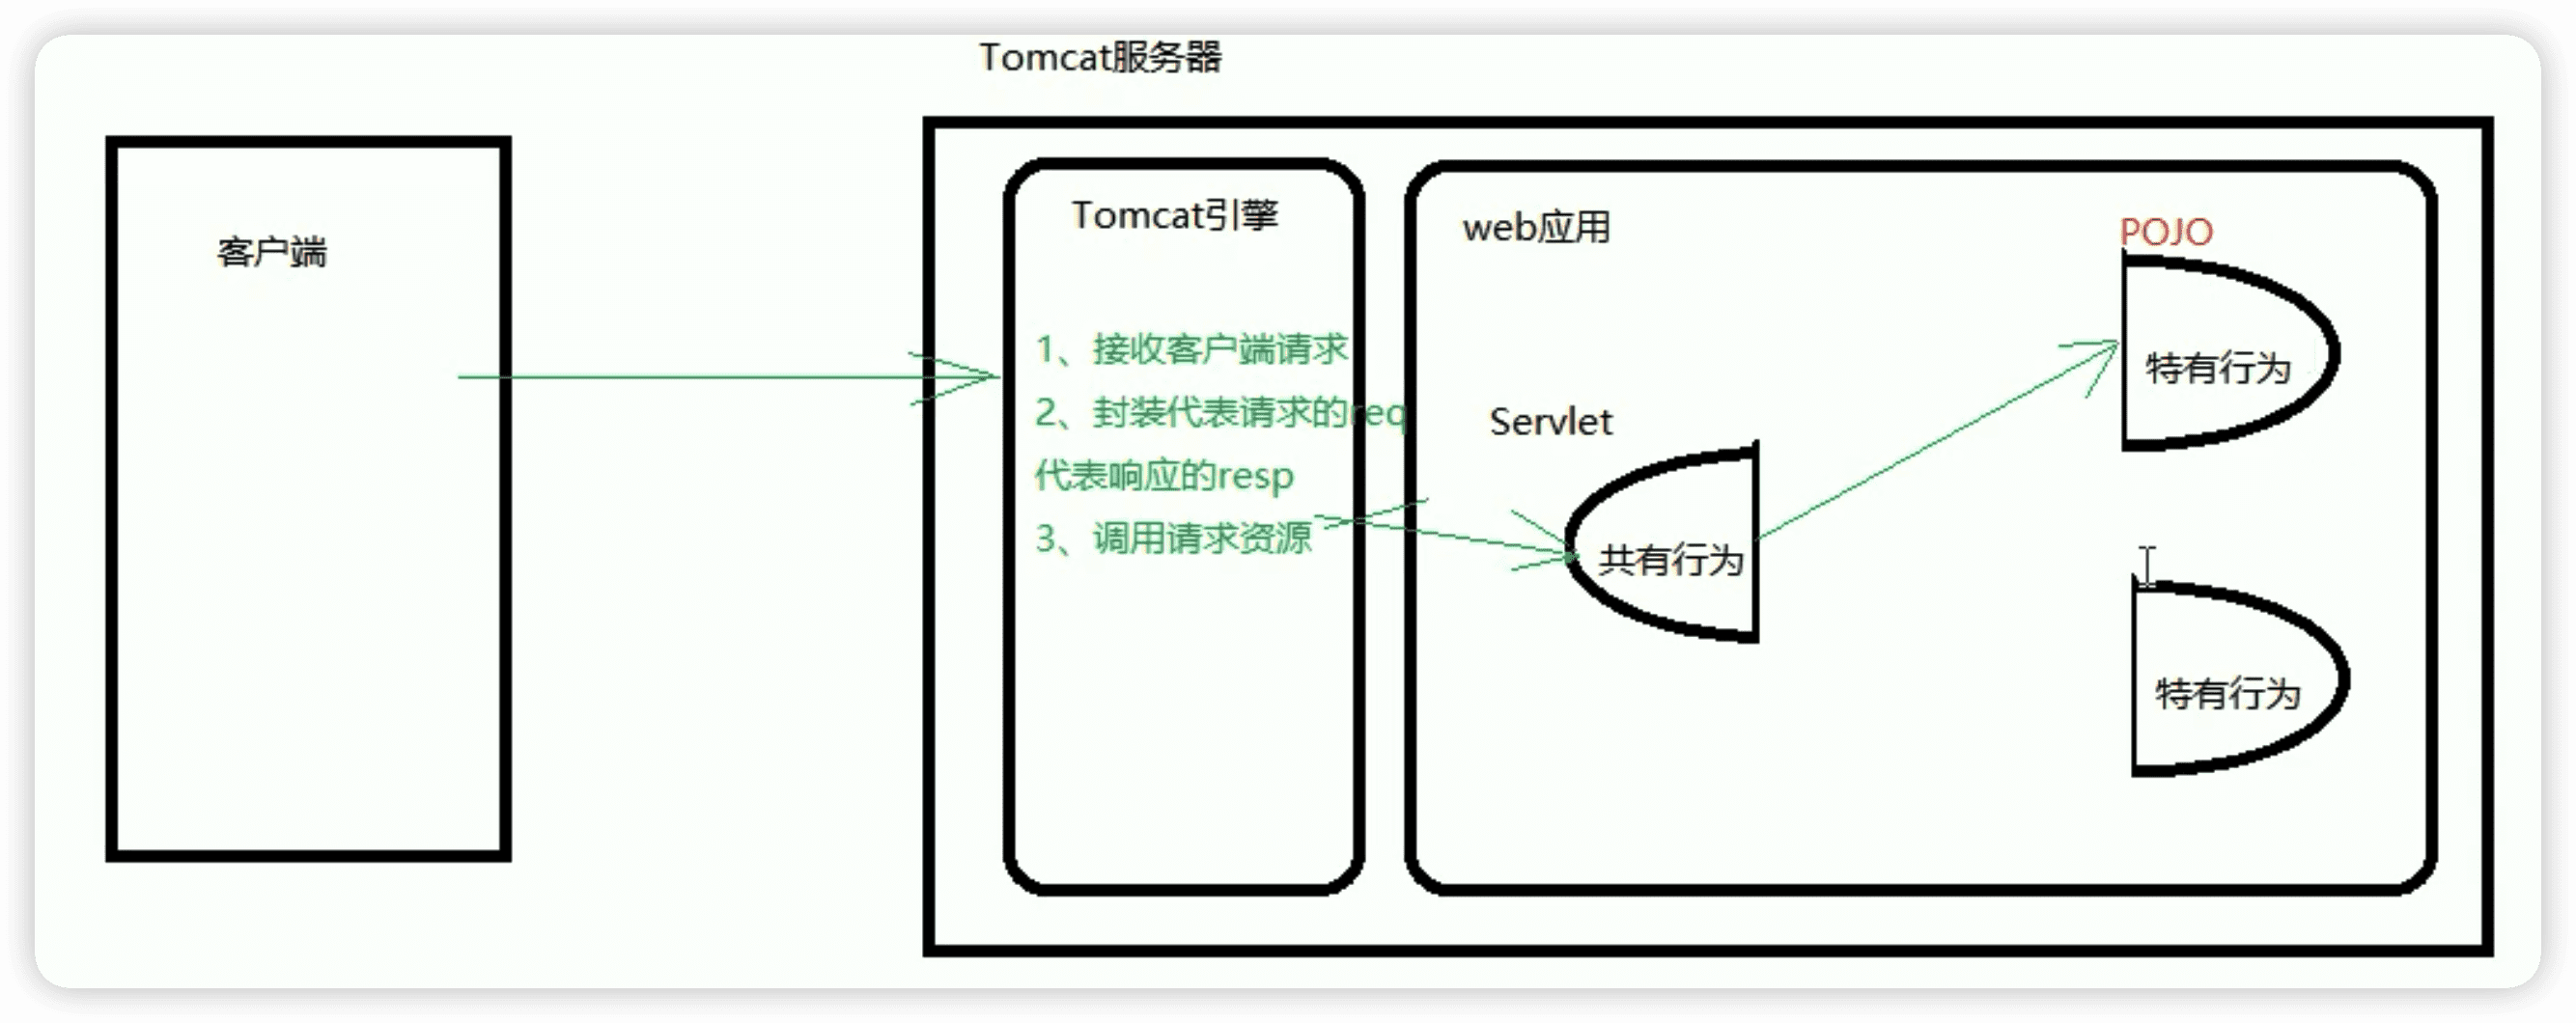 Tomcat服务器
客户端
Tomcat引擎
1、接收客户端请求
2、封装代表请求的req
代表响应的resp
3、调用请求资源
web应用
Servlet
共有行为
POJO
特有行为
特有行为